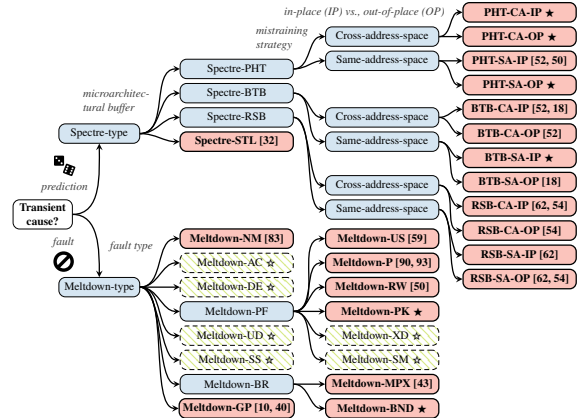 in-place (IP) vs., out-of-place (OP)
mistraining
strategy
microarchitec-
tural buffer
prediction
Transient
cause?
fault
fault type
Spectre-type
Meltdown-type
Spectre-PHT
Spectre-BTB
Spectre-RSB
Spectre-STL [32]
Cross-address-space
Same-address-space
Cross-address-space
Same-address-space
Cross-address-space
Same-address-space
PHT-CA-IP ★
PHT-CA-OP ★
PHT-SA-IP [52, 50]
PHT-SA-OP ★
BTB-CA-IP [52, 18]
BTB-CA-OP [52]
BTB-SA-IP ★
BTB-SA-OP [18]
RSB-CA-IP [62, 54]
RSB-CA-OP [54]
RSB-SA-IP [62]
RSB-SA-OP [62, 54]
Meltdown-NM [83]
Meltdown-AC ☆
Meltdown-DE ☆
Meltdown-PF
Meltdown-UD ☆
Meltdown-SS ☆
Meltdown-BR
Meltdown-GP [10, 40]
Meltdown-US [59]
Meltdown-P [90, 93]
Meltdown-RW [50]
Meltdown-PK ★
Meltdown-XD ☆
Meltdown-SM ☆
Meltdown-MPX [43]
Meltdown-BND ★